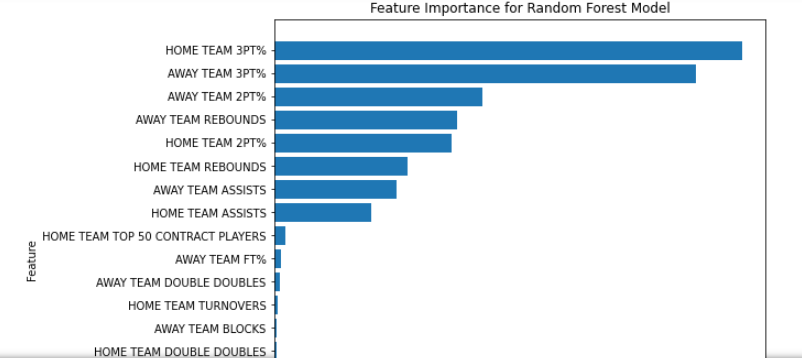 Feature Importance for Random Forest Model
HOME TEAM 3PT%
AWAY TEAM 3PT%
AWAY TEAM 2PT%
AWAY TEAM REBOUNDS
HOME TEAM 2PT%
HOME TEAM REBOUNDS
AWAY TEAM ASSISTS
HOME TEAM ASSISTS
HOME TEAM TOP 50 CONTRACT PLAYERS
AWAY TEAM FT%
AWAY TEAM DOUBLE DOUBLES
HOME TEAM TURNOVERS
AWAY TEAM BLOCKS
HOME TEAM DOUBLE DOUBLES
Feature